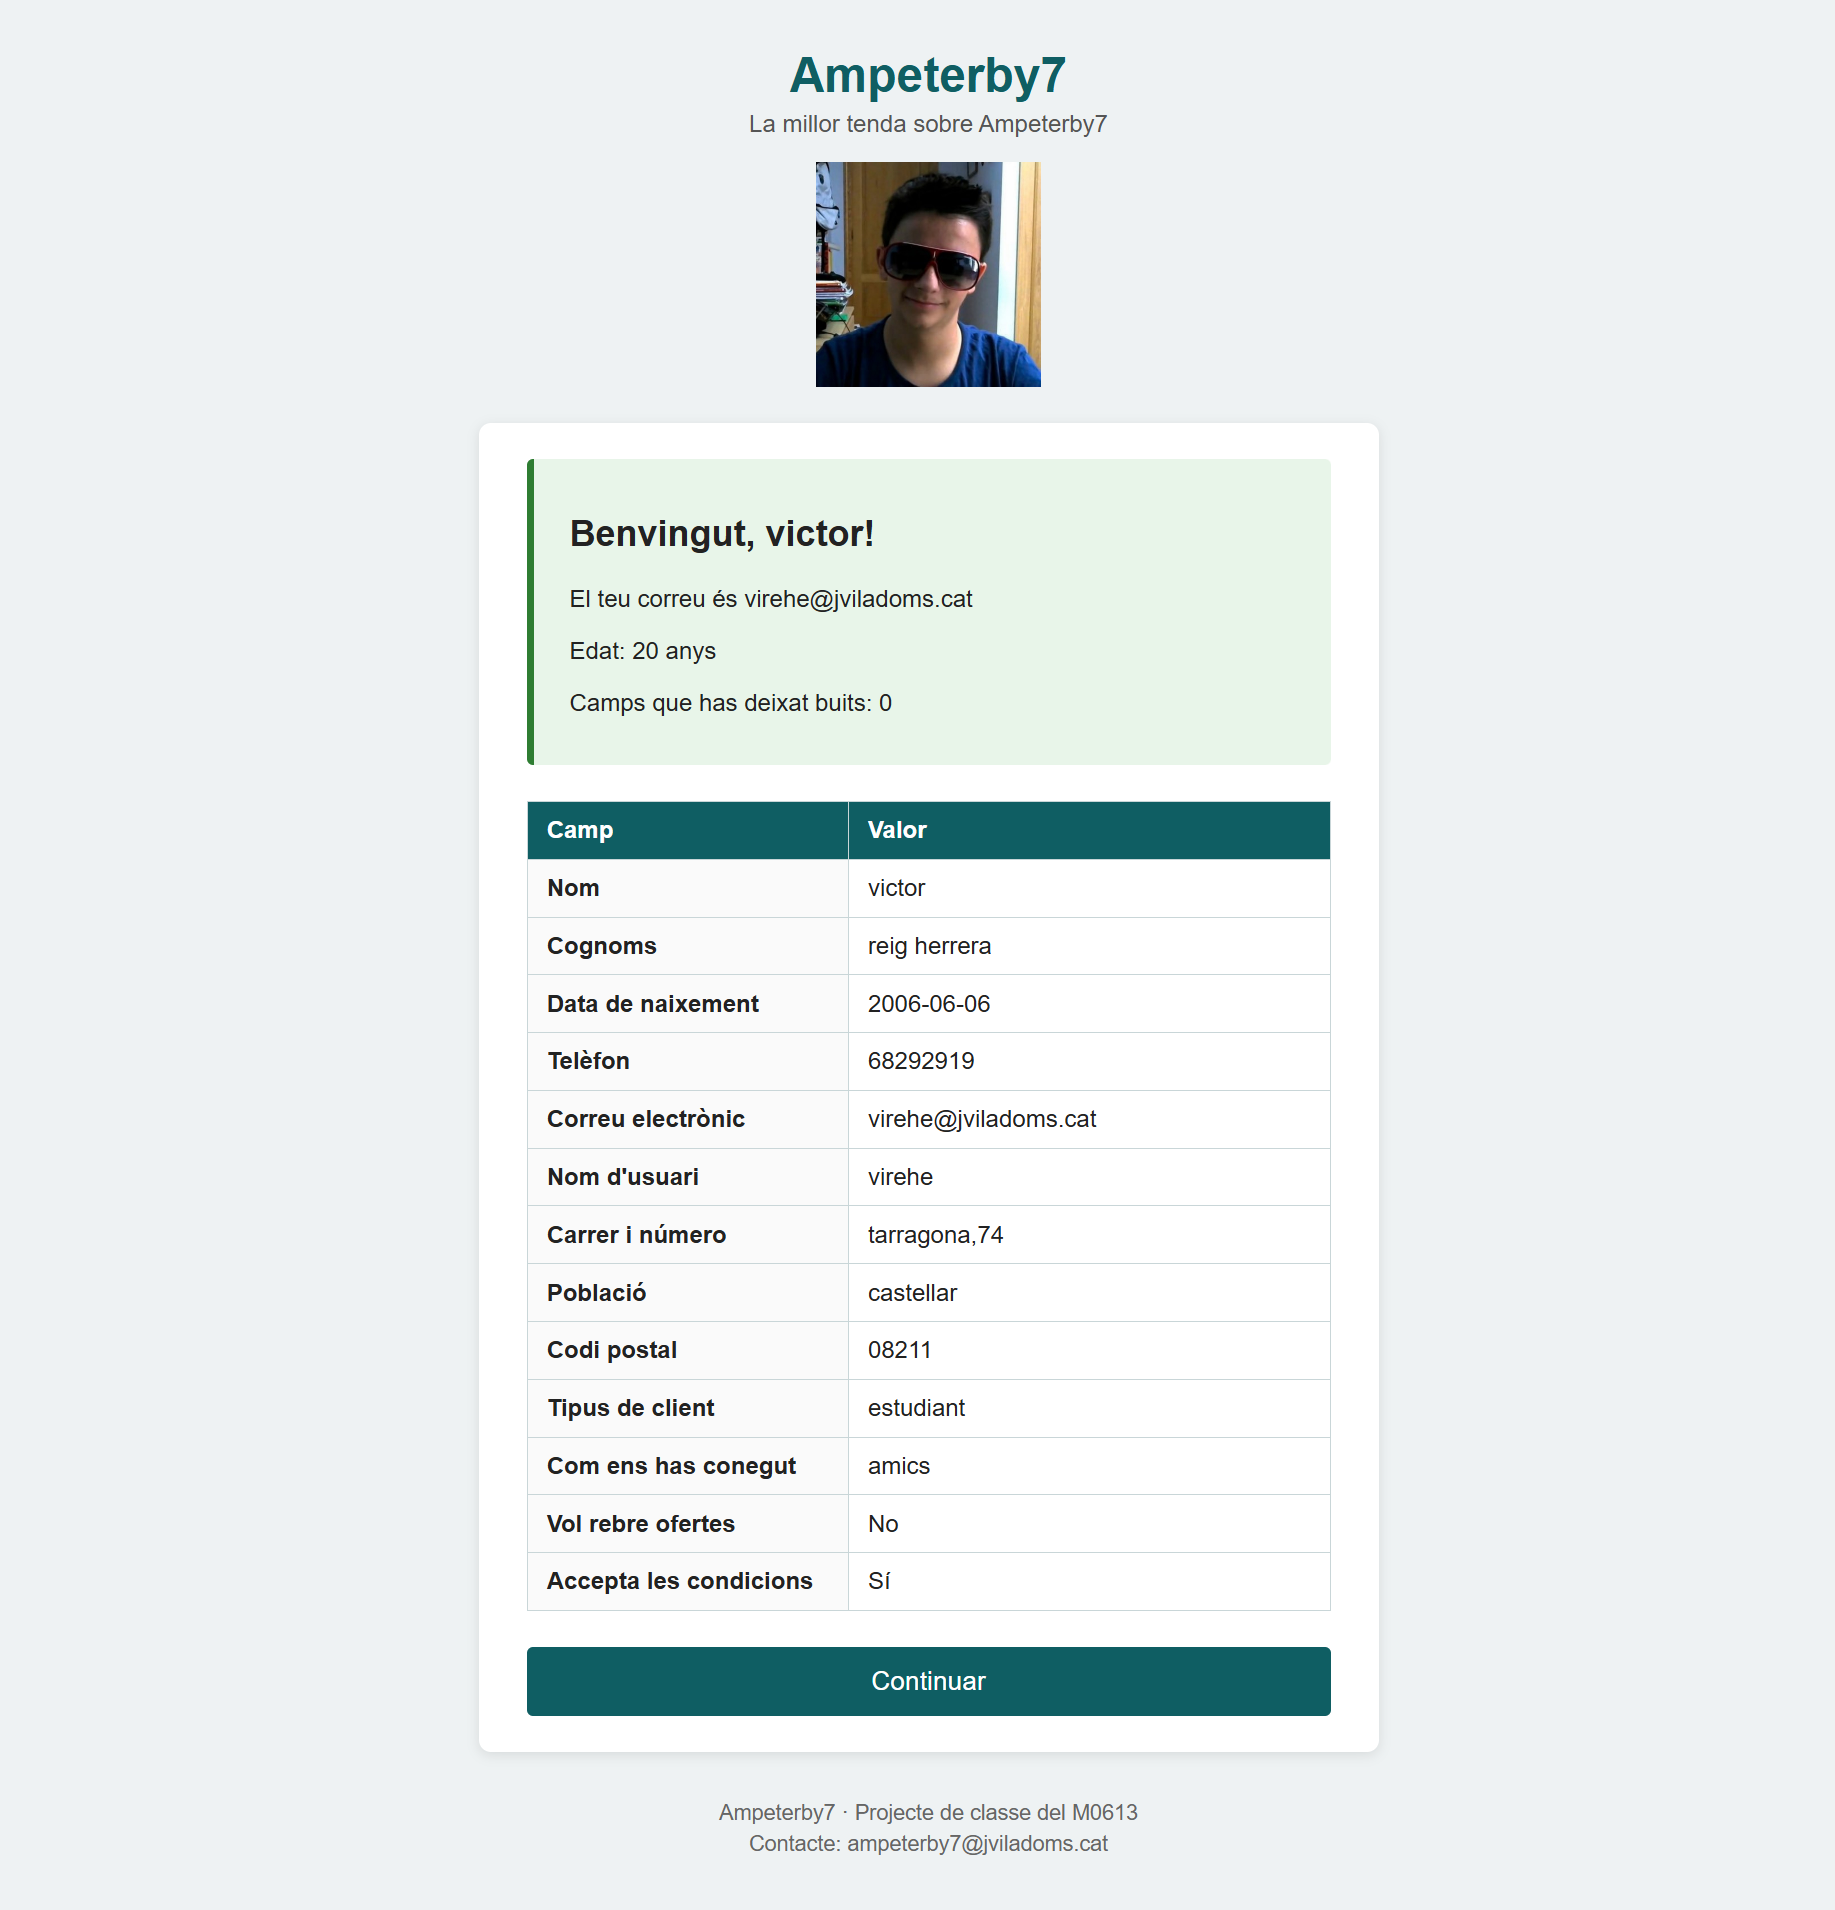 Ampeterby7
La millor tenda sobre Ampeterby7
Benvingut, victor!
El teu correu és virehe@jviladoms.cat
Edat: 20 anys
Camps que has deixat buits: 0
Camp Valor
Nom victor
Cognoms reig herrera
Data de naixement 2006-06-06
Telèfon 68292919
Correu electrònic virehe@jviladoms.cat
Nom d'usuari virehe
Carrer i número tarragona,74
Població castellar
Codi postal 08211
Tipus de client estudiant
Com ens has conegut amics
Vol rebre ofertes No
Accepta les condicions Sí
Continuar
Ampeterby7 · Projecte de classe del M0613
Contacte: ampeterby7@jviladoms.cat